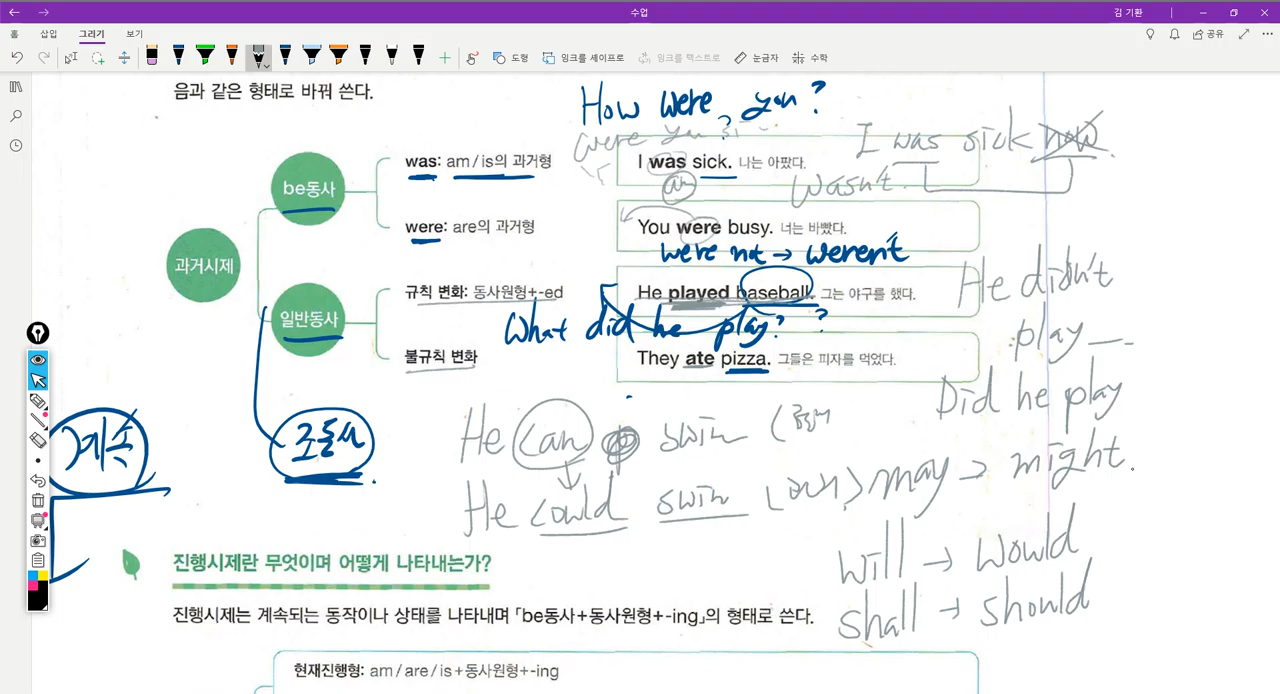 수업
김 기환
홈 삽입 그리기 보기
공유
도형 잉크를 셰이프로 잉크를 텍스트로 눈금자 수학
음과 같은 형태로 바꿔 쓴다.
How were you?
were you
was: am / is의 과거형
I was sick. 나는 아팠다.
I was sick now
am
wasn't.
be동사
were: are의 과거형
You were busy. 너는 바빴다.
were not → weren't
과거시제
규칙 변화: 동사원형+-ed
He played baseball. 그는 야구를 했다.
He didn't
play
일반동사
What did he play? ?
불규칙 변화
They ate pizza. 그들은 피자를 먹었다.
Did he play
계속
조동사
He can swim
He could swim
may → might.
will → would
shall → should
진행시제란 무엇이며 어떻게 나타내는가?
진행시제는 계속되는 동작이나 상태를 나타내며 「be동사+동사원형+-ing」의 형태로 쓴다.
현재진행형: am / are / is+동사원형+-ing